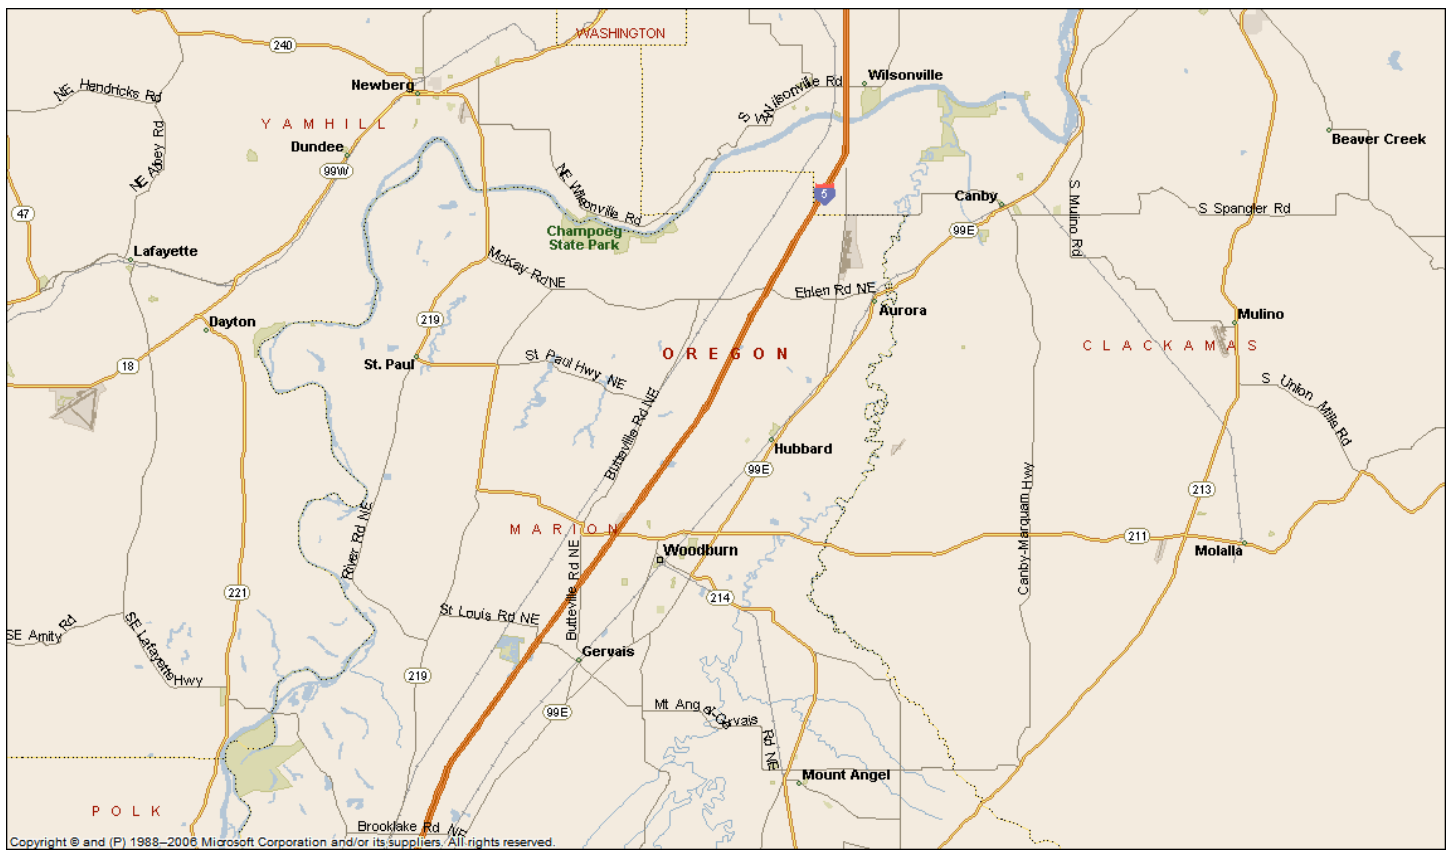 WASHINGTON
240
Wilsonville
Newberg
S Wilsonville Rd
NE Hendricks Rd
YAMHILL
Beaver Creek
Dundee
NE Abbey Rd
99W
NE Wilsonville Rd
5
Canby
S Mulino Rd
47
S Spangler Rd
Champoeg
State Park
99E
Lafayette
McKay Rd NE
Ehlen Rd NE
Aurora
219
Dayton
Mulino
OREGON
CLACKAMAS
St. Paul
St Paul Hwy NE
18
S Union Mills Rd
Butteville Rd NE
Hubbard
99E
Canby-Marquam Hwy
213
MARION
River Rd NE
211
Woodburn
Molalla
Butteville Rd NE
221
214
St Louis Rd NE
SE Amity Rd
SE Lafayette Hwy
Gervais
219
99E
Mt Angel-Gervais Rd NE
Mount Angel
POLK
Brooklake Rd NE
Copyright © and (P) 1988–2006 Microsoft Corporation and/or its suppliers. All rights reserved.